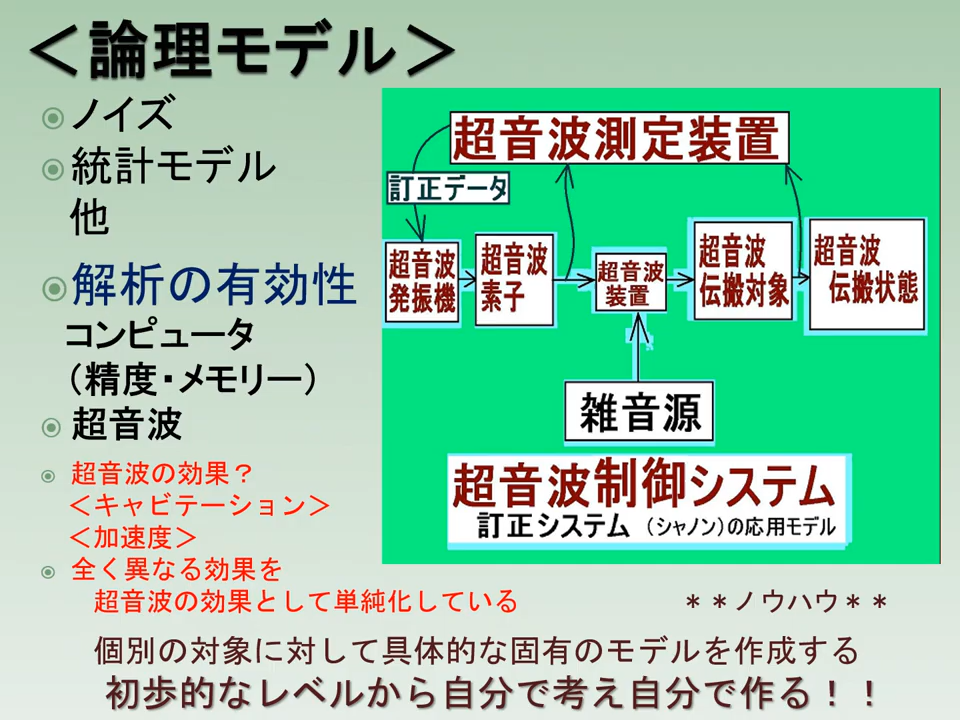 ＜論理モデル＞
ノイズ
統計モデル
他
解析の有効性
コンピュータ
（精度・メモリー）
超音波
超音波の効果？
＜キャビテーション＞
＜加速度＞
全く異なる効果を
超音波の効果として単純化している
超音波測定装置
訂正データ
超音波
発振機
超音波
素子
超音波
装置
超音波
伝搬対象
超音波
伝搬状態
雑音源
超音波制御システム
訂正システム（シャノン）の応用モデル
＊＊ノウハウ＊＊
個別の対象に対して具体的な固有のモデルを作成する
初歩的なレベルから自分で考え自分で作る！！